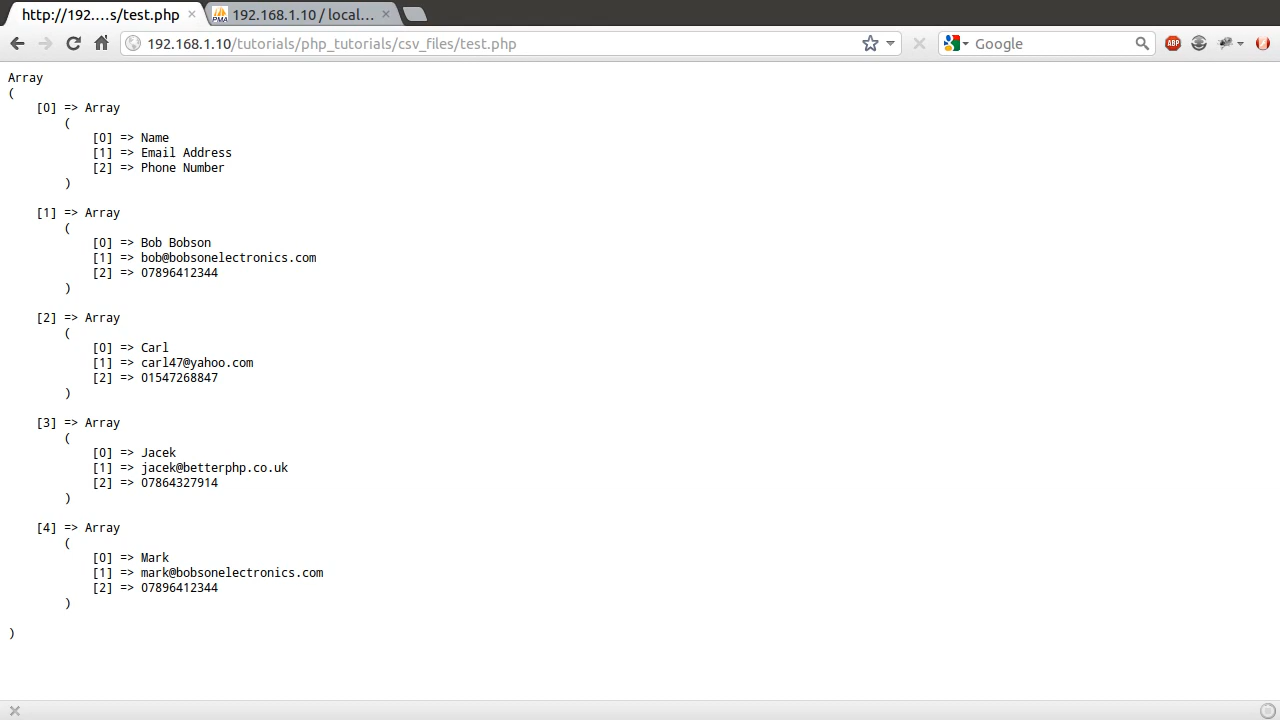 http://192....s/test.php
192.168.1.10 / local...
192.168.1.10/tutorials/php_tutorials/csv_files/test.php
Google
ABP
Array
(
[0] => Array
(
[0] => Name
[1] => Email Address
[2] => Phone Number
)
[1] => Array
(
[0] => Bob Bobson
[1] => bob@bobsonelectronics.com
[2] => 07896412344
)
[2] => Array
(
[0] => Carl
[1] => carl47@yahoo.com
[2] => 01547268847
)
[3] => Array
(
[0] => Jacek
[1] => jacek@betterphp.co.uk
[2] => 07864327914
)
[4] => Array
(
[0] => Mark
[1] => mark@bobsonelectronics.com
[2] => 07896412344
)
)